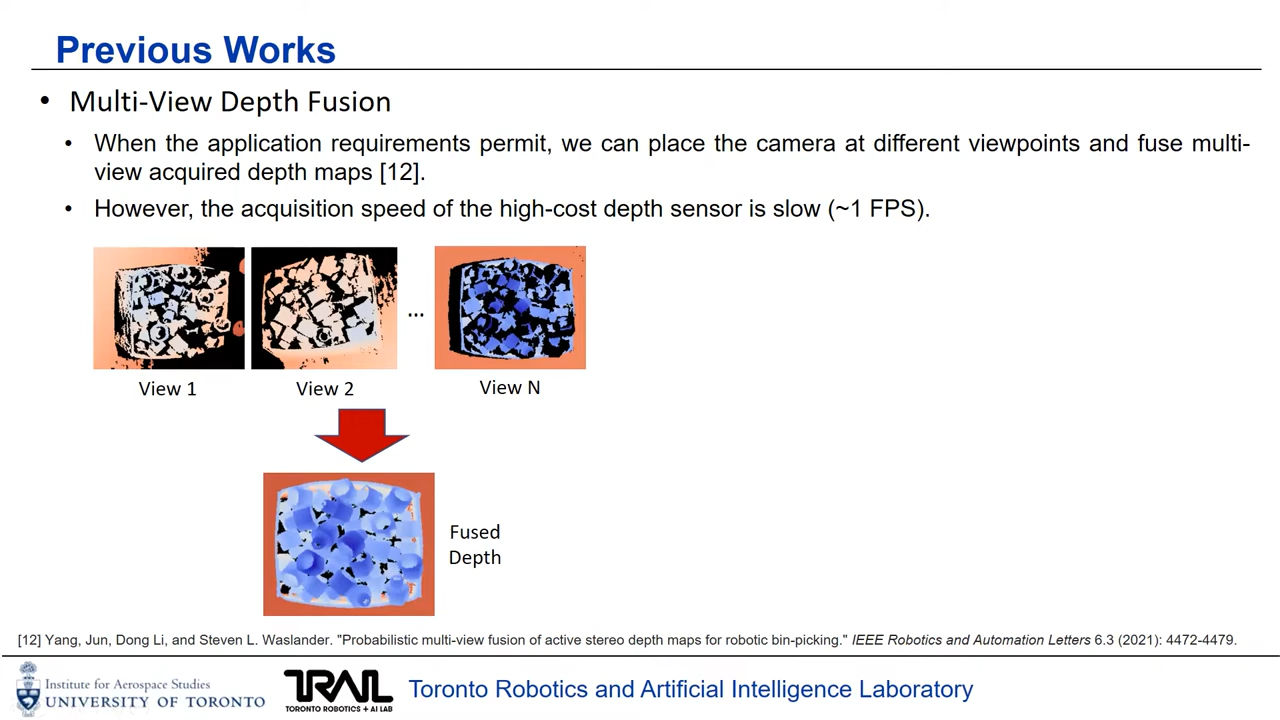 Previous Works
• Multi-View Depth Fusion
• When the application requirements permit, we can place the camera at different viewpoints and fuse multi-
view acquired depth maps [12].
• However, the acquisition speed of the high-cost depth sensor is slow (~1 FPS).
...
View 1
View 2
View N
Fused
Depth
[12] Yang, Jun, Dong Li, and Steven L. Waslander. "Probabilistic multi-view fusion of active stereo depth maps for robotic bin-picking." IEEE Robotics and Automation Letters 6.3 (2021): 4472-4479.
Institute for Aerospace Studies
UNIVERSITY OF TORONTO
TRAIL
TORONTO ROBOTICS + AI LAB
Toronto Robotics and Artificial Intelligence Laboratory